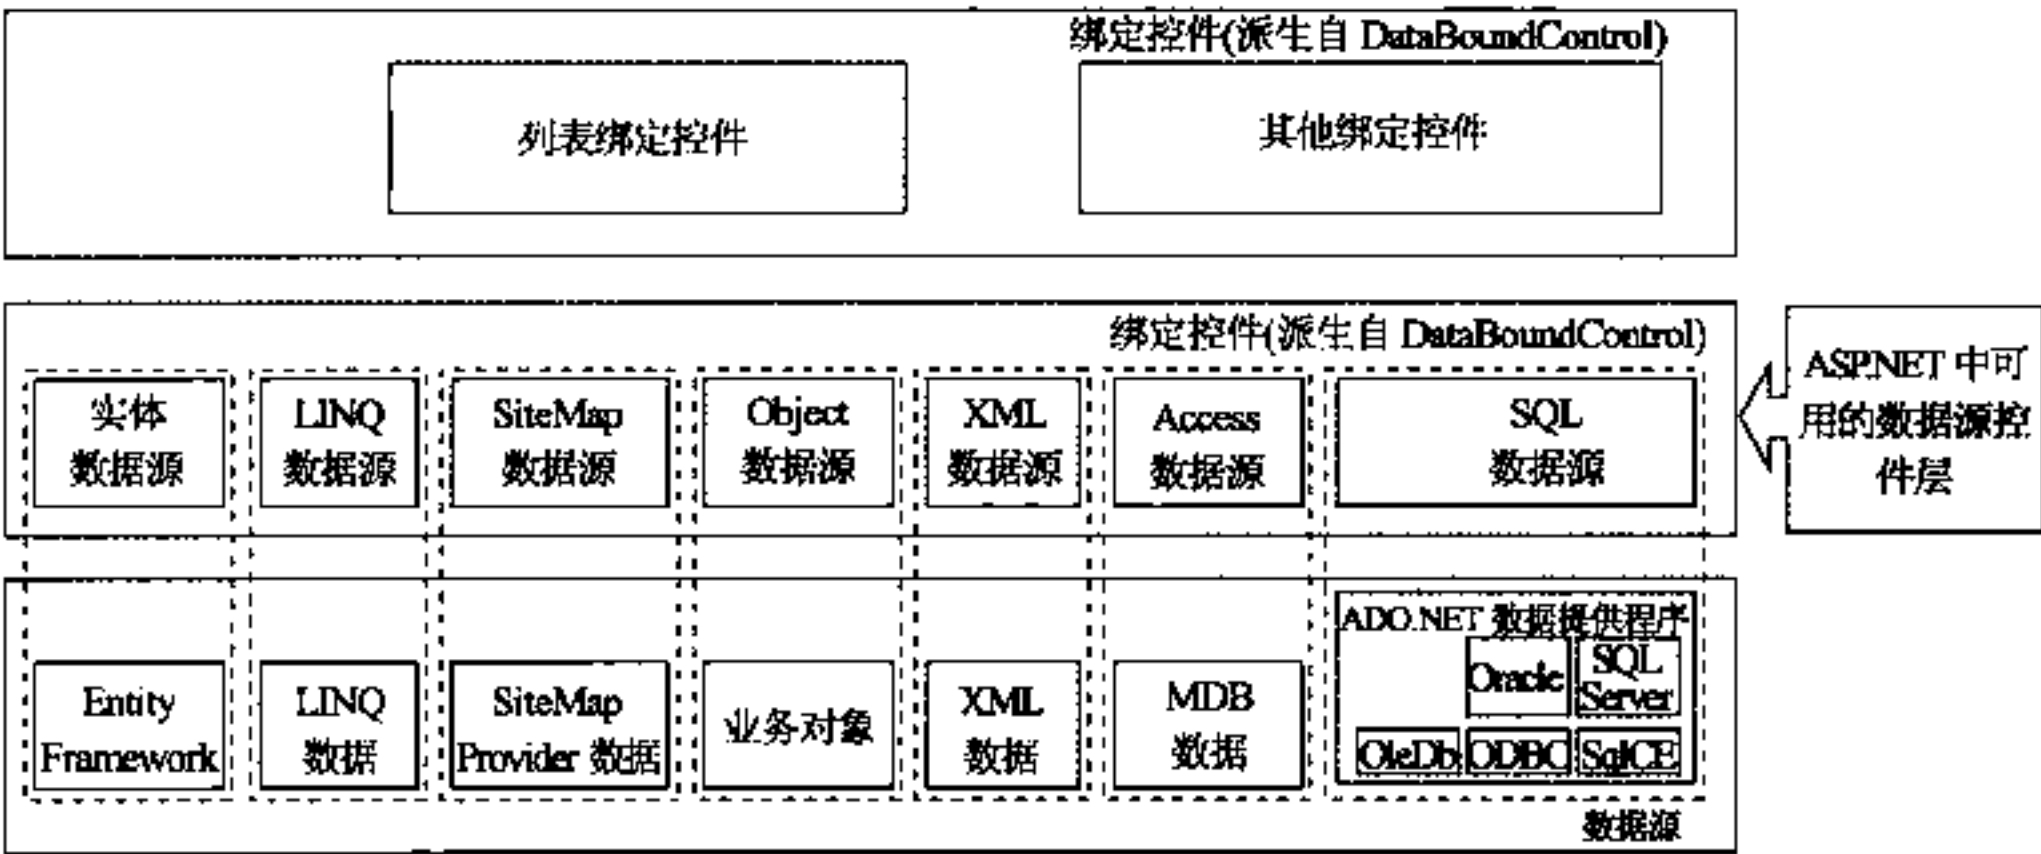 绑定控件(派生自 DataBoundControl)
列表绑定控件
其他绑定控件
绑定控件(派生自 DataBoundControl)
实体
数据源
LINQ
数据源
SiteMap
数据源
Object
数据源
XML
数据源
Access
数据源
SQL
数据源
ASP.NET 中可
用的数据源控
件层
Entity
Framework
LINQ
数据
SiteMap
Provider 数据
业务对象
XML
数据
MDB
数据
ADO.NET 数据提供程序
Oracle
SQL
Server
OleDb
ODBC
SqlCE
数据源